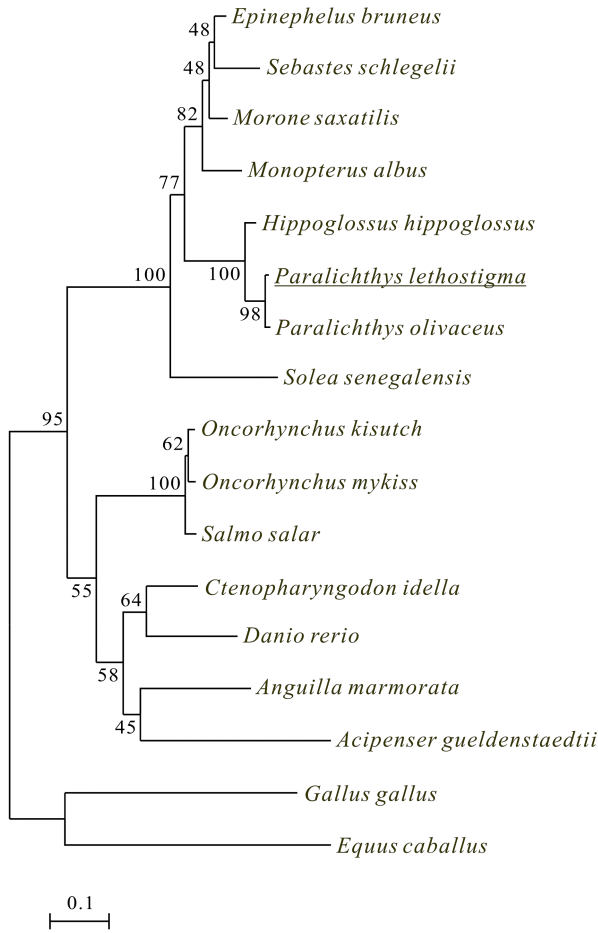 Epinephelus bruneus
48
Sebastes schlegelii
48
Morone saxatilis
82
Monopterus albus
77
Hippoglossus hippoglossus
100
100
Paralichthys lethostigma
98
Paralichthys olivaceus
Solea senegalensis
95
Oncorhynchus kisutch
62
Oncorhynchus mykiss
100
Salmo salar
55
Ctenopharyngodon idella
64
Danio rerio
58
Anguilla marmorata
45
Acipenser gueldenstaedtii
Gallus gallus
Equus caballus
0.1